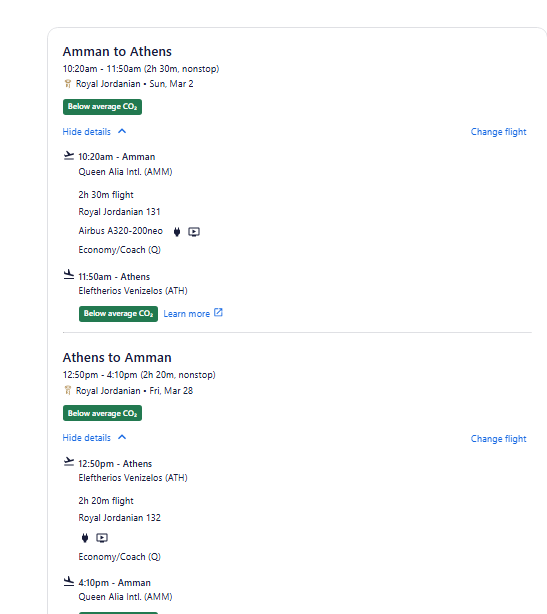 Amman to Athens
10:20am - 11:50am (2h 30m, nonstop)
Royal Jordanian • Sun, Mar 2
Below average CO₂
Hide details
Change flight
10:20am - Amman
Queen Alia Intl. (AMM)
2h 30m flight
Royal Jordanian 131
Airbus A320-200neo
Economy/Coach (Q)
11:50am - Athens
Eleftherios Venizelos (ATH)
Below average CO₂ Learn more
Athens to Amman
12:50pm - 4:10pm (2h 20m, nonstop)
Royal Jordanian • Fri, Mar 28
Below average CO₂
Hide details
Change flight
12:50pm - Athens
Eleftherios Venizelos (ATH)
2h 20m flight
Royal Jordanian 132
Economy/Coach (Q)
4:10pm - Amman
Queen Alia Intl. (AMM)